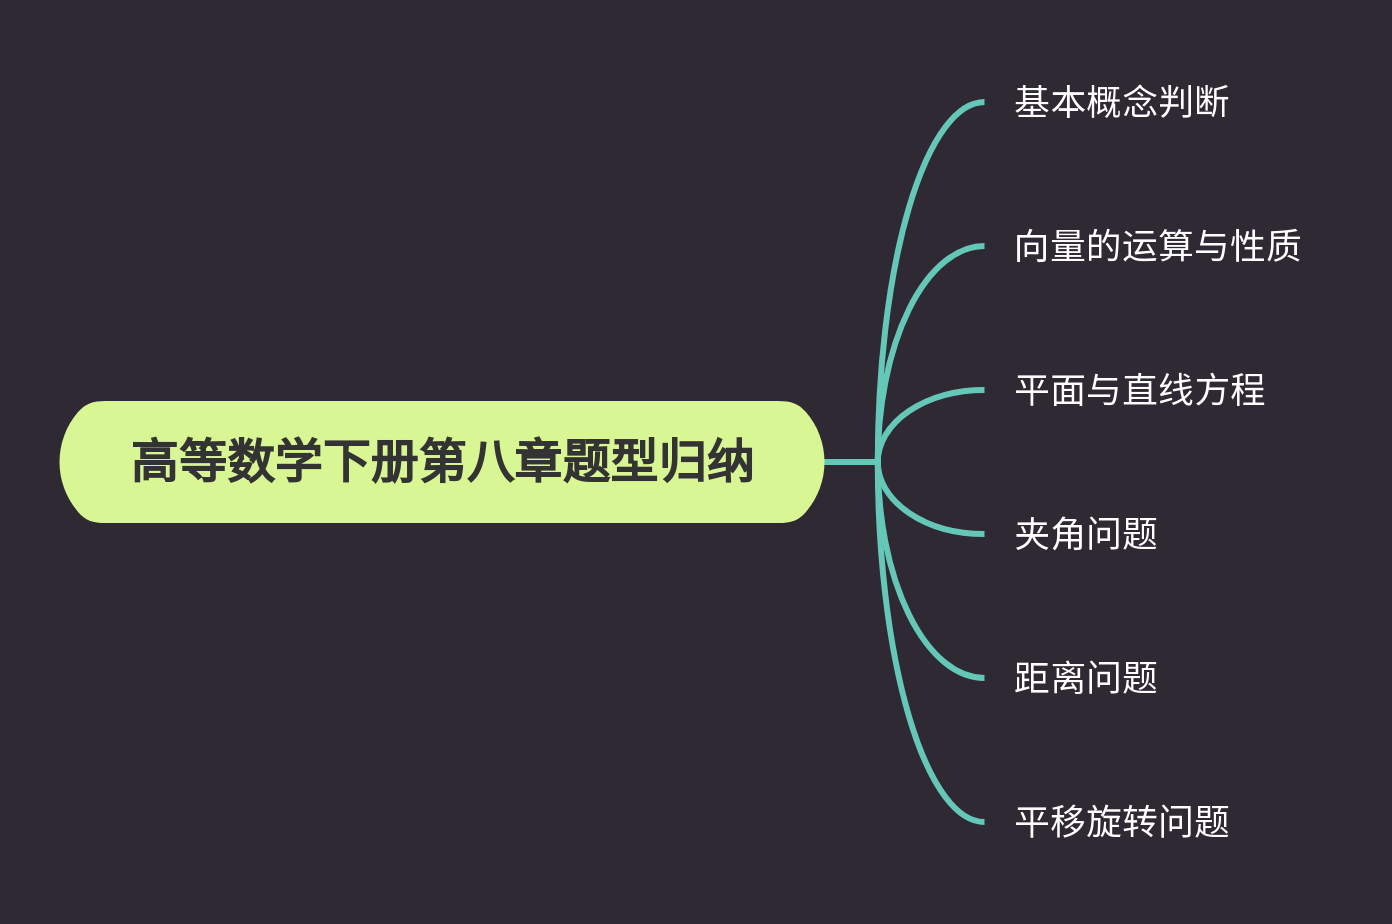 基本概念判断
向量的运算与性质
平面与直线方程
高等数学下册第八章题型归纳
夹角问题
距离问题
平移旋转问题